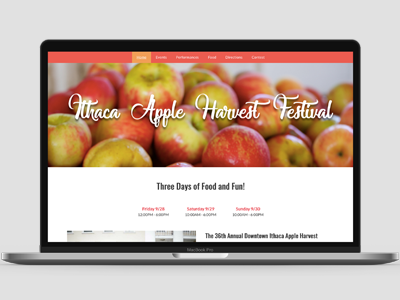 Home Events Performances Food Directions Contact
Ithaca Apple Harvest Festival
Three Days of Food and Fun!
Friday 9/28 Saturday 9/29 Sunday 9/30
12:00PM - 6:00PM 10:00AM - 6:00PM 10:00AM - 6:00PM
The 36th Annual Downtown Ithaca Apple Harvest
MacBook Pro